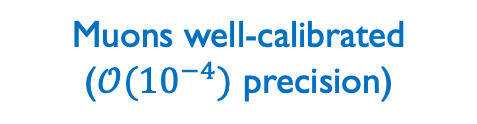 Muons well-calibrated
(𝒪(10⁻⁴) precision)